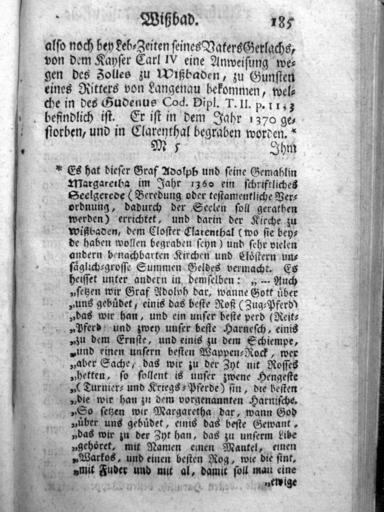 Wißbad. 185
also noch bey Leb-Zeiten seines Vaters Gerlachs,
von dem Kayser Carl IV eine Anweisung we-
gen des Zolles zu Wißbaden, zu Gunsten
eines Ritters von Langenau bekommen, wel-
che in des Gudenus Cod. Dipl. T. II. p. 1143
befindlich ist. Er ist in dem Jahr 1370 ge-
storben, und in Clarenthal begraben worden. *
M 5 Ihm
* Es hat dieser Graf Adolph und seine Gemahlin
Margaretha im Jahr 1360 ein schriftliches
Seelgerede (Beredung oder testamentliche Ver-
ordnung, dadurch der Seelen soll gerathen
werden) errichtet, und darin der Kirche zu
Wißbaden, dem Closter Clarenthal (wo sie bey-
de haben wollen begraben seyn) und sehr vielen
andern benachbarten Kirchen und Clöstern un-
säglich-grosse Summen Geldes vermacht. Es
heisset unter andern in demselben: „ -- Auch
„setzen wir Graf Adolph dar, wanne Gott über
„uns gebüdet, einis das beste Roß (Zug-Pferd)
„das wir han, und ein unser beste perd (Reit-
„Pferd) und zwey unser beste Harnesch, einis
„zu dem Ernste, und einis zu dem Schiempe,
„und einen unsern besten Wappen-Rock, wer
„aber Sache, das wir zu der Zyt nit Rosses
„hetten, so sollent is unser zwene Hengeste
„(Turnier- und Kriegs-Pferde) sin, die besten
„die wir han zu dem vorgenannten Harnische.
„So setzen wir Margaretha dar, wann God
„über uns gebüdet, einis das beste Gewant,
„das wir zu der Zyt han, das zu unserm Libe
„gehöret, mit Namen einen Mantel, einen
„Warkos, und einen besten Rog, wie die sint,
„mit Fuder und mit al, damit soll man eine
„ewige